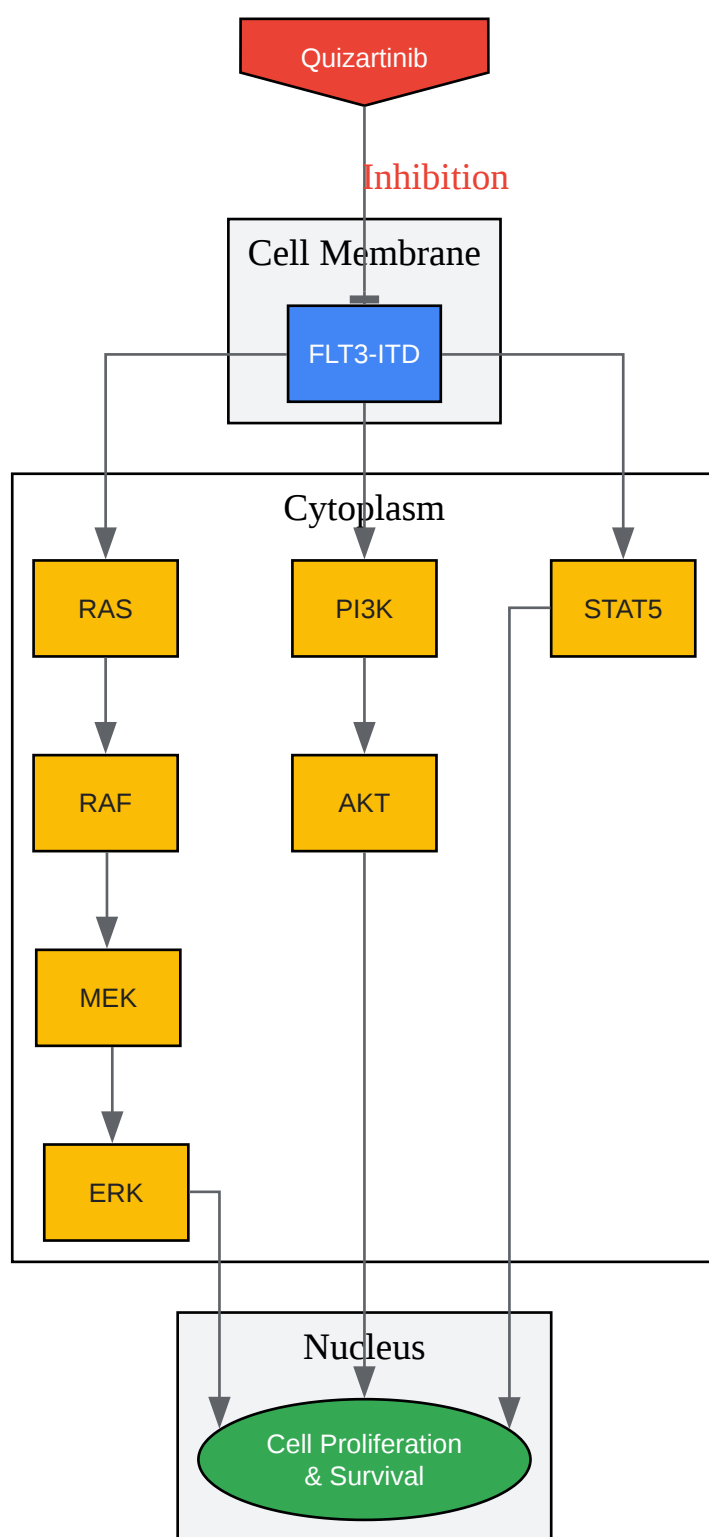 Quizartinib
Inhibition
Cell Membrane
FLT3-ITD
Cytoplasm
RAS
PI3K
STAT5
RAF
AKT
MEK
ERK
Nucleus
Cell Proliferation
& Survival